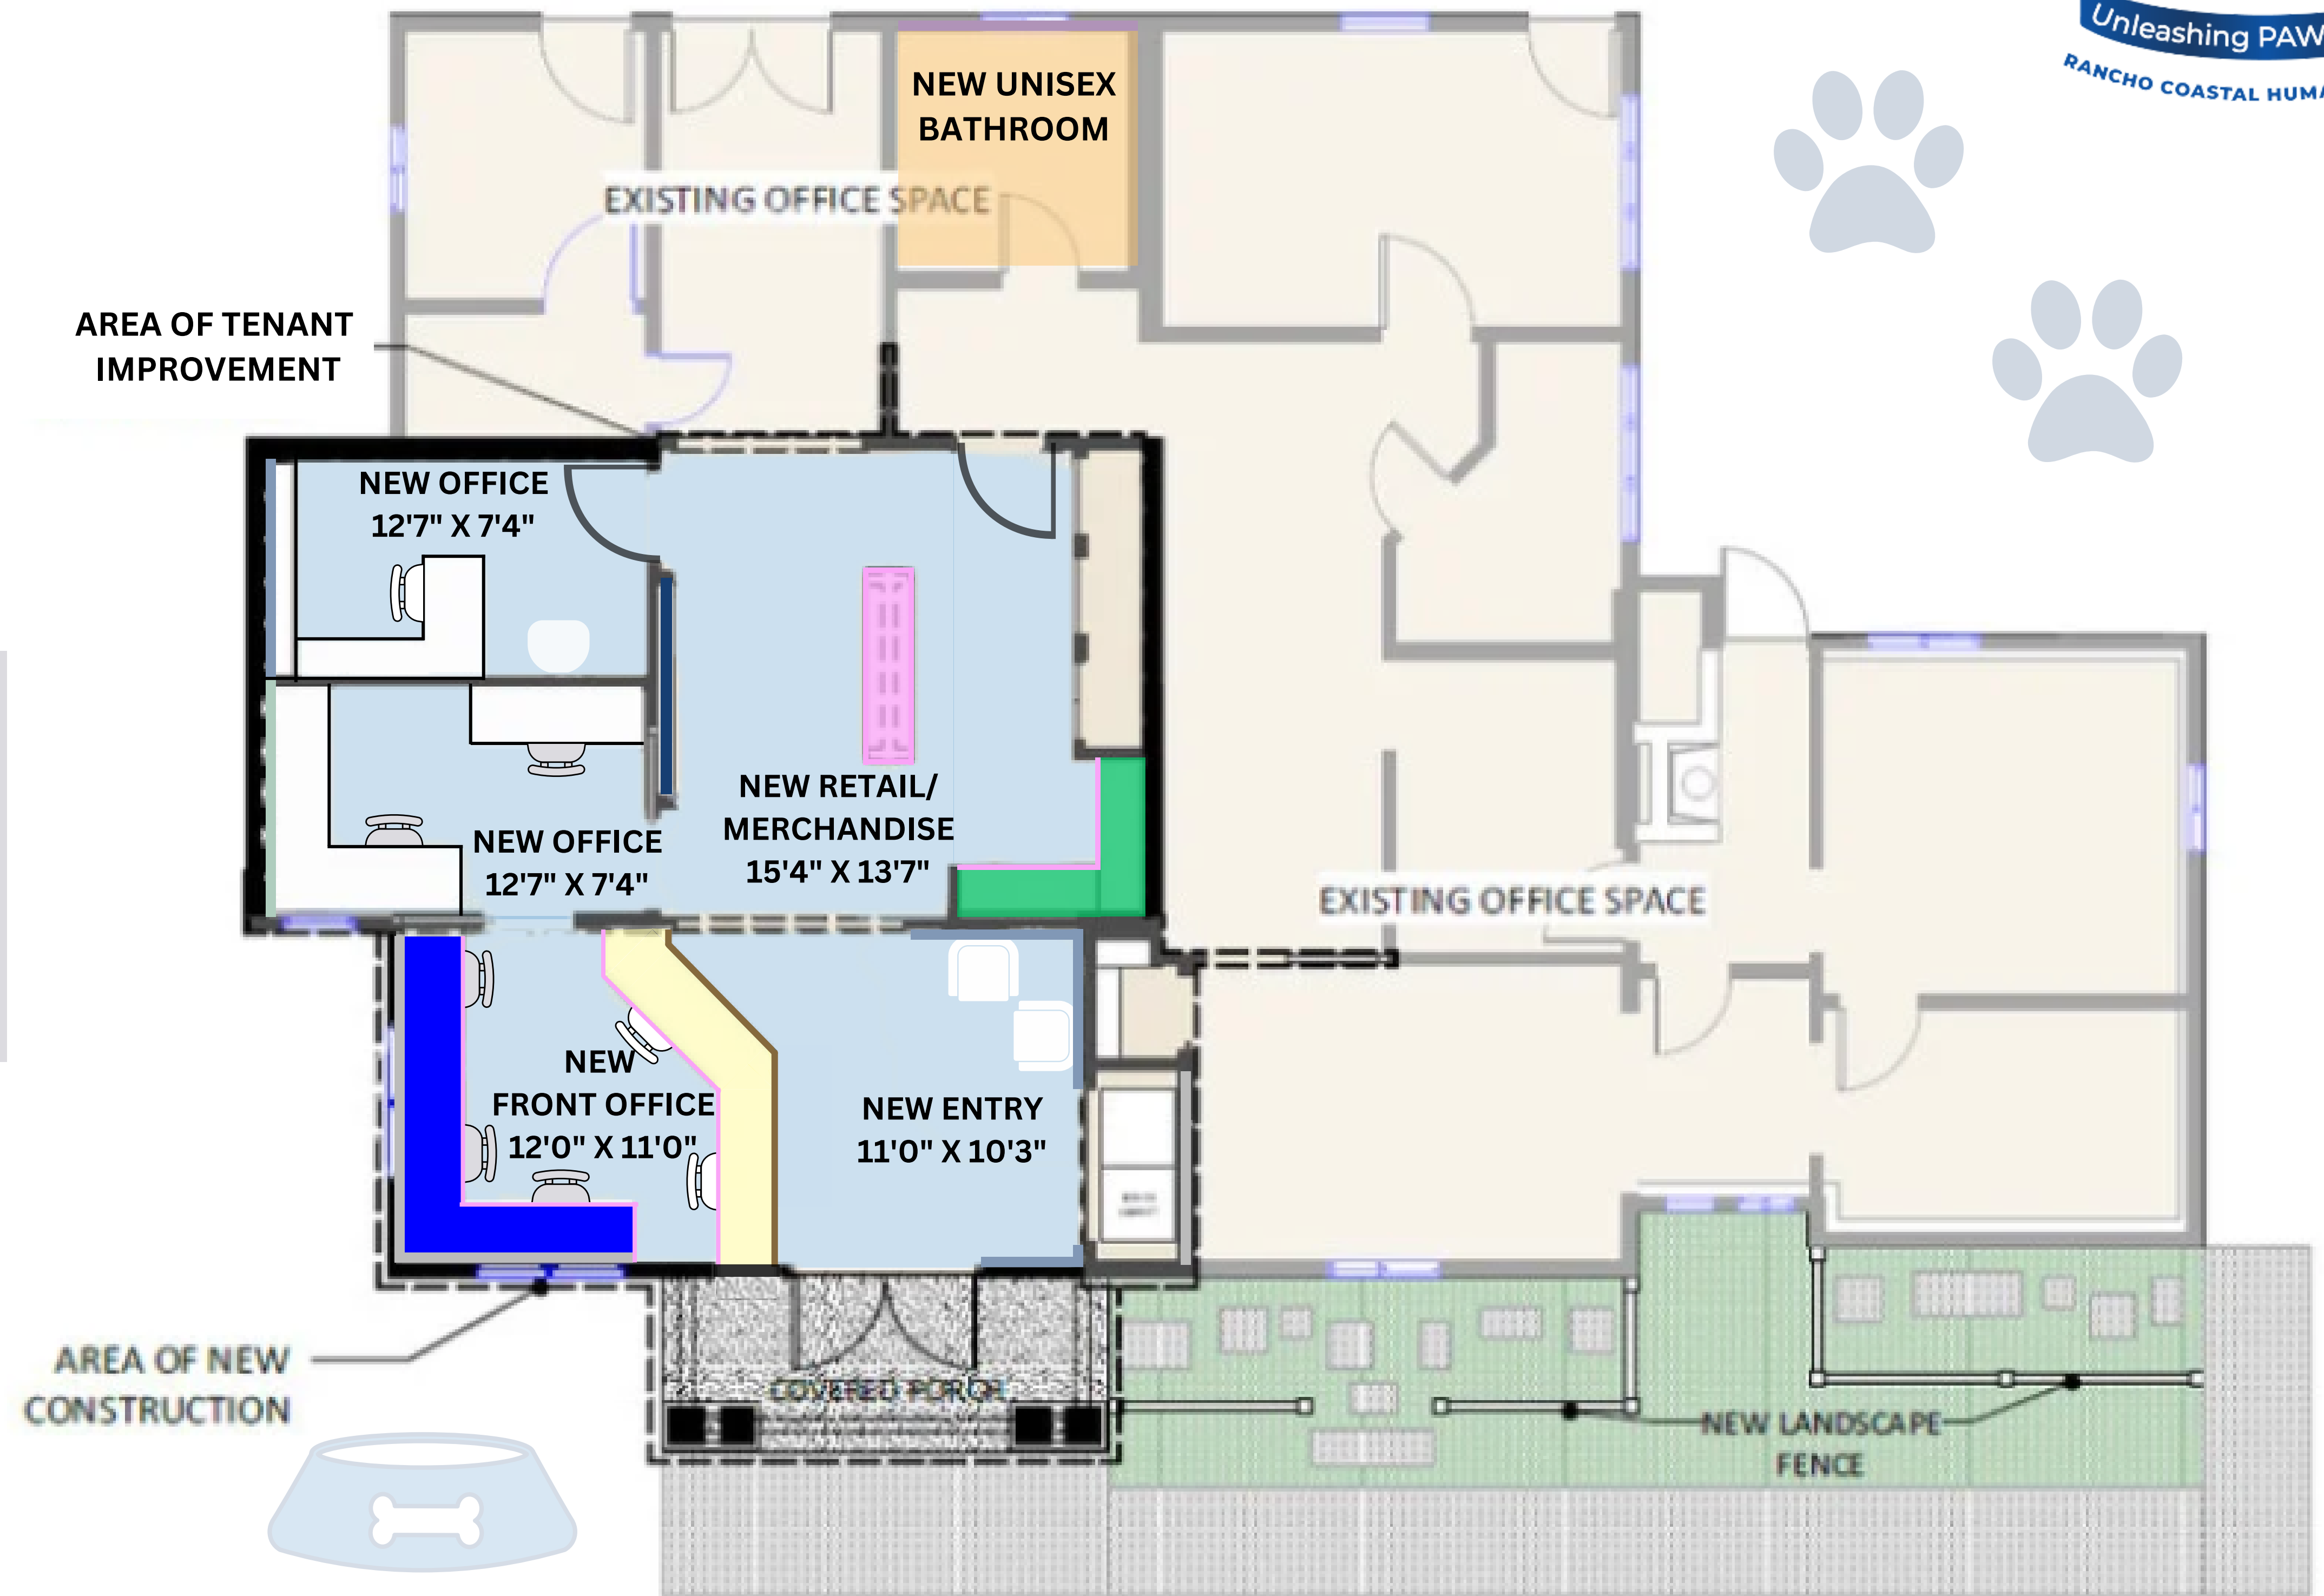 Unleashing PAW
RANCHO COASTAL HUMA
NEW UNISEX
BATHROOM
EXISTING OFFICE SPACE
AREA OF TENANT
IMPROVEMENT
NEW OFFICE
12'7" X 7'4"
NEW RETAIL/
MERCHANDISE
15'4" X 13'7"
NEW OFFICE
12'7" X 7'4"
EXISTING OFFICE SPACE
NEW
FRONT OFFICE
12'0" X 11'0"
NEW ENTRY
11'0" X 10'3"
AREA OF NEW
CONSTRUCTION
COVERED PORCH
NEW LANDSCAPE
FENCE